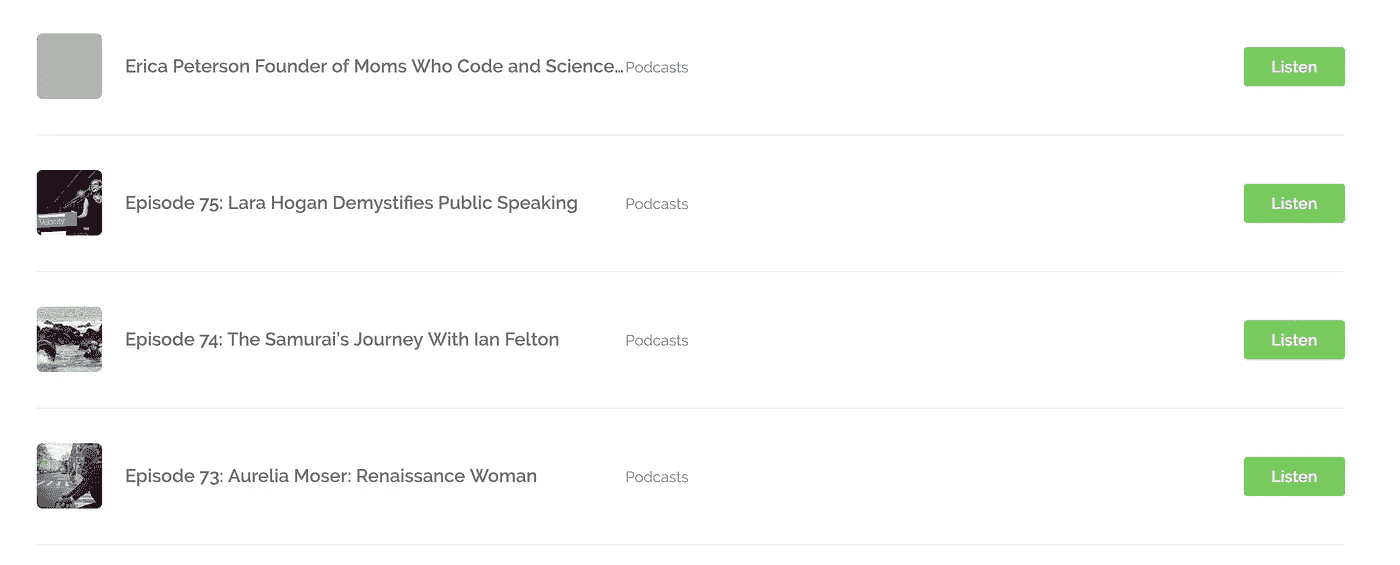 Erica Peterson Founder of Moms Who Code and Science... Podcasts Listen
Velocity
Episode 75: Lara Hogan Demystifies Public Speaking Podcasts Listen
Episode 74: The Samurai's Journey With Ian Felton Podcasts Listen
Episode 73: Aurelia Moser: Renaissance Woman Podcasts Listen